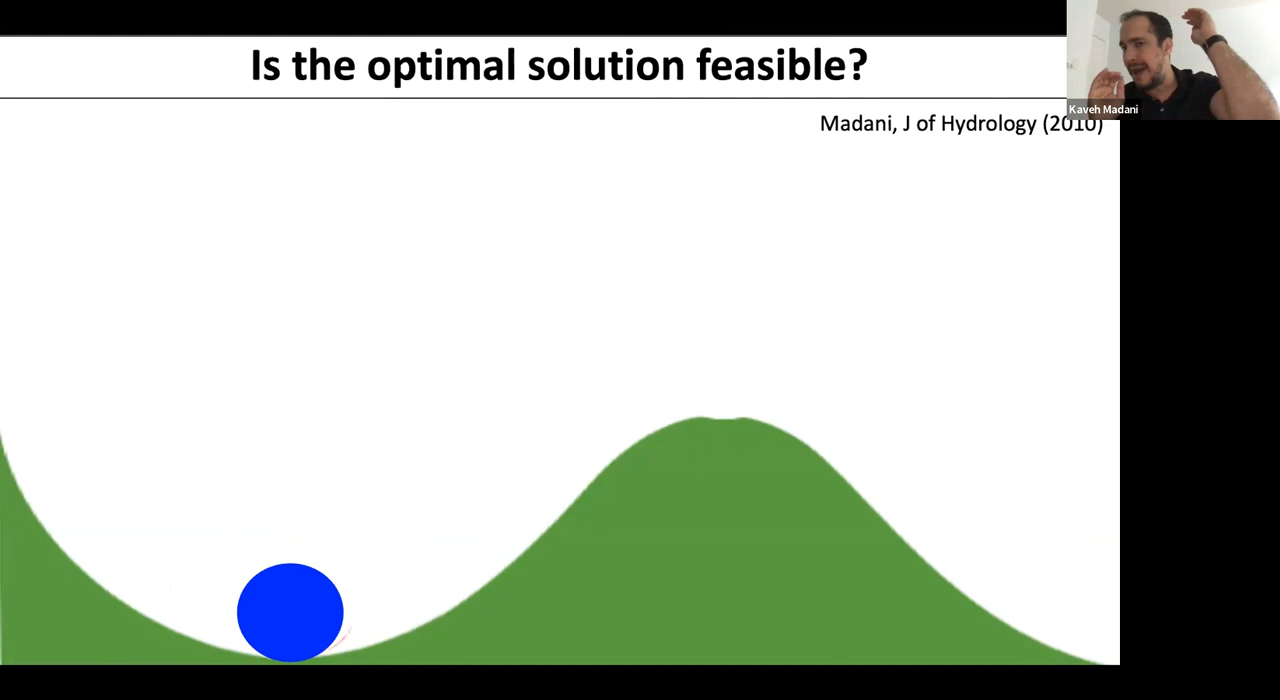 Is the optimal solution feasible?
Kaveh Madani
Madani, J of Hydrology (2010)